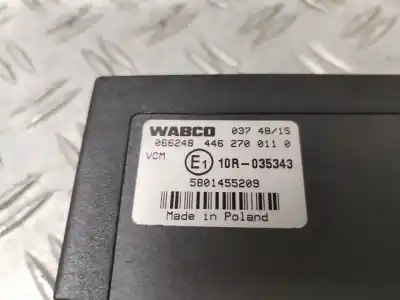 WABCO 037 48/15
066248 446 270 011 0
VCM E1 10R-035343
5801455209
Made in Poland